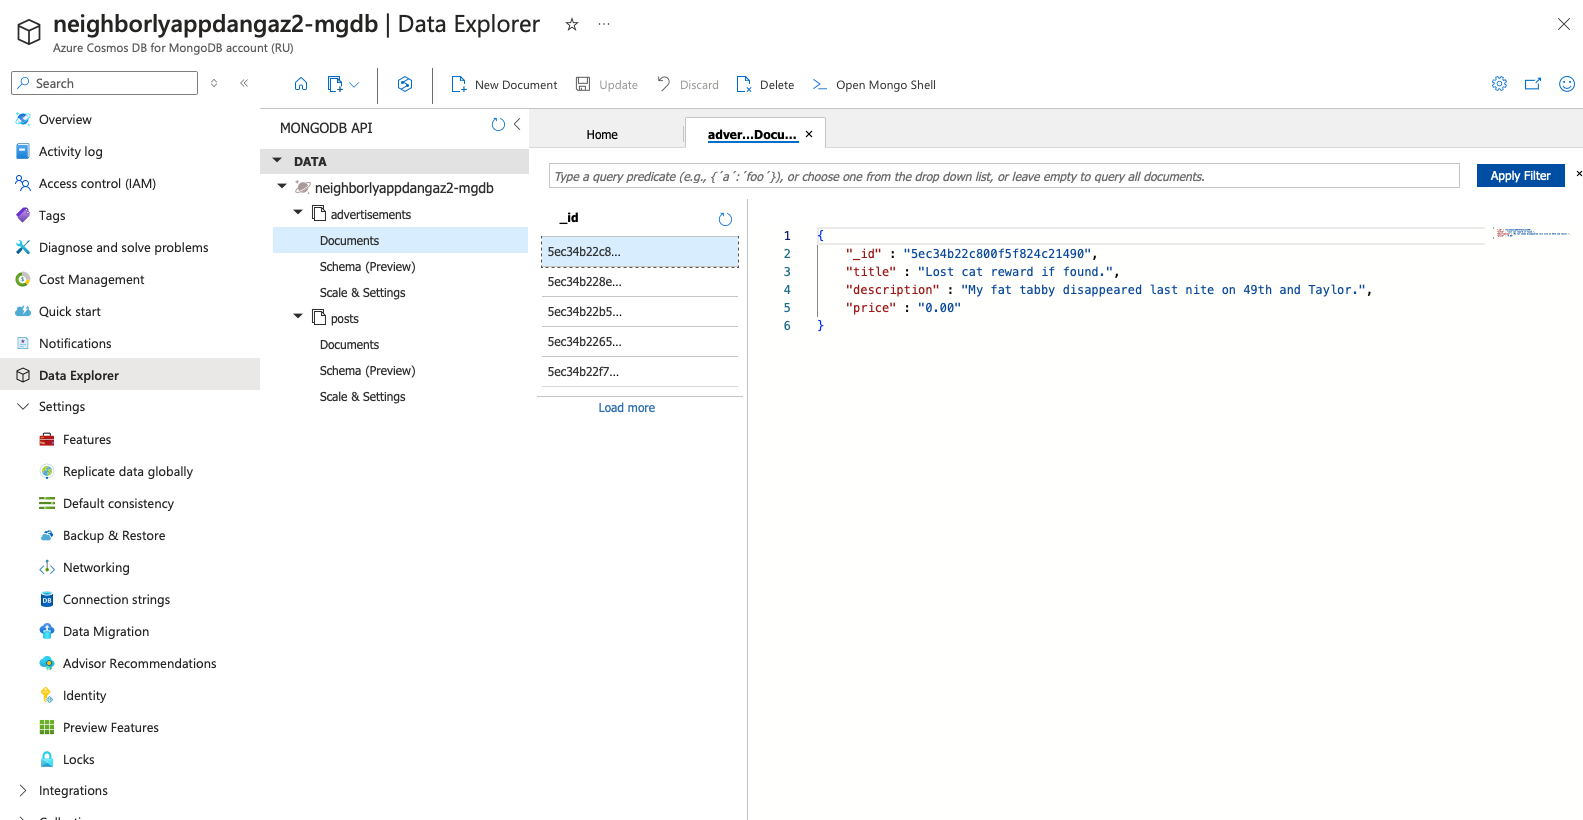 neighborlyappdangaz2-mgdb | Data Explorer
Azure Cosmos DB for MongoDB account (RU)
Search
Overview
Activity log
Access control (IAM)
Tags
Diagnose and solve problems
Cost Management
Quick start
Notifications
Data Explorer
Settings
Features
Replicate data globally
Default consistency
Backup & Restore
Networking
Connection strings
Data Migration
Advisor Recommendations
Identity
Preview Features
Locks
Integrations
New Document
Update
Discard
Delete
Open Mongo Shell
MONGODB API
DATA
neighborlyappdangaz2-mgdb
advertisements
Documents
Schema (Preview)
Scale & Settings
posts
Documents
Schema (Preview)
Scale & Settings
Home
adver...Docu...
Type a query predicate (e.g., {´a´:´foo´}), or choose one from the drop down list, or leave empty to query all documents.
Apply Filter
_id
5ec34b22c8...
5ec34b228e...
5ec34b22b5...
5ec34b2265...
5ec34b22f7...
Load more
1 {
2 "_id" : "5ec34b22c800f5f824c21490",
3 "title" : "Lost cat reward if found.",
4 "description" : "My fat tabby disappeared last nite on 49th and Taylor.",
5 "price" : "0.00"
6 }